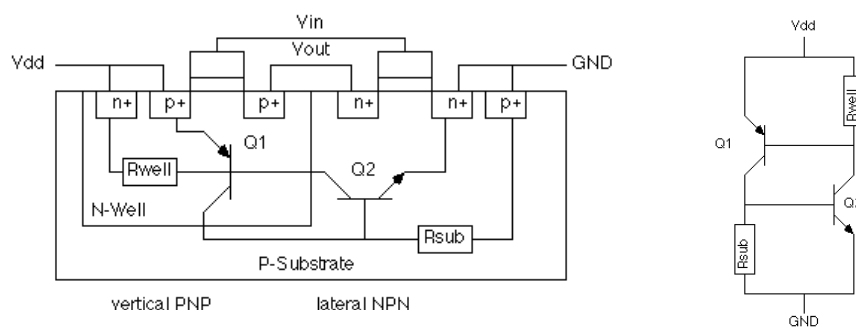 Vin
Vout
Vdd
GND
n+ p+ p+ n+ n+ p+
Q1
Rwell
Q2
N-Well
Rsub
P-Substrate
vertical PNP lateral NPN
Vdd
Rwell
Q1
Rsub
GND